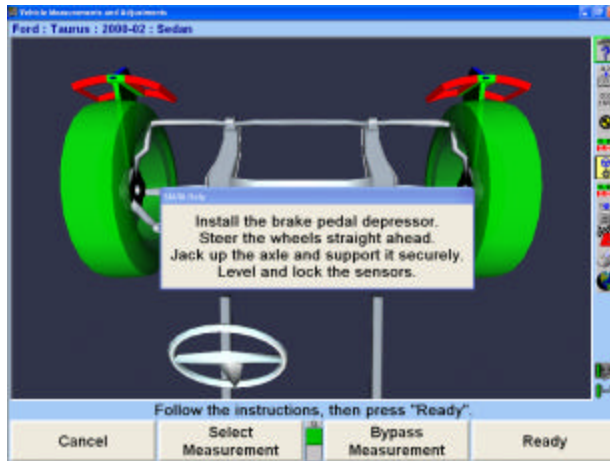 Vehicle Measurements and Adjustments
Ford : Taurus : 2000-02 : Sedan
Install the brake pedal depressor.
Steer the wheels straight ahead.
Jack up the axle and support it securely.
Level and lock the sensors.
Follow the instructions, then press "Ready".
Cancel
Select
Measurement
Bypass
Measurement
Ready